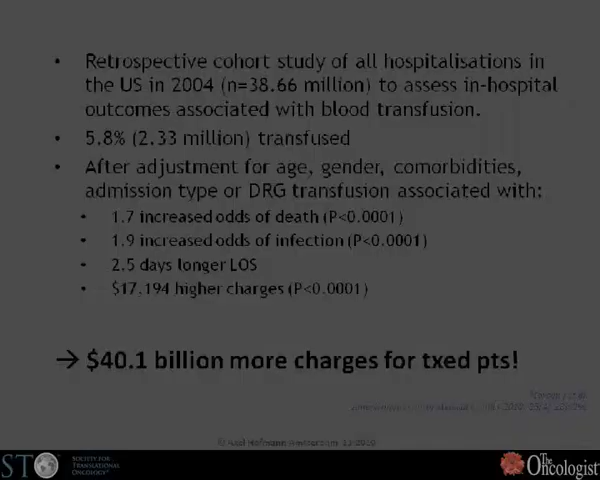 • Retrospective cohort study of all hospitalisations in
the US in 2004 (n=38.66 million) to assess in-hospital
outcomes associated with blood transfusion.
• 5.8% (2.33 million) transfused
• After adjustment for age, gender, comorbidities,
admission type or DRG transfusion associated with:
• 1.7 increased odds of death (P<0.0001)
• 1.9 increased odds of infection (P<0.0001)
• 2.5 days longer LOS
• $17.194 higher charges (P<0.0001)
→ $40.1 billion more charges for txed pts!
STO SOCIETY FOR
TRANSLATIONAL
ONCOLOGY
The
Oncologist